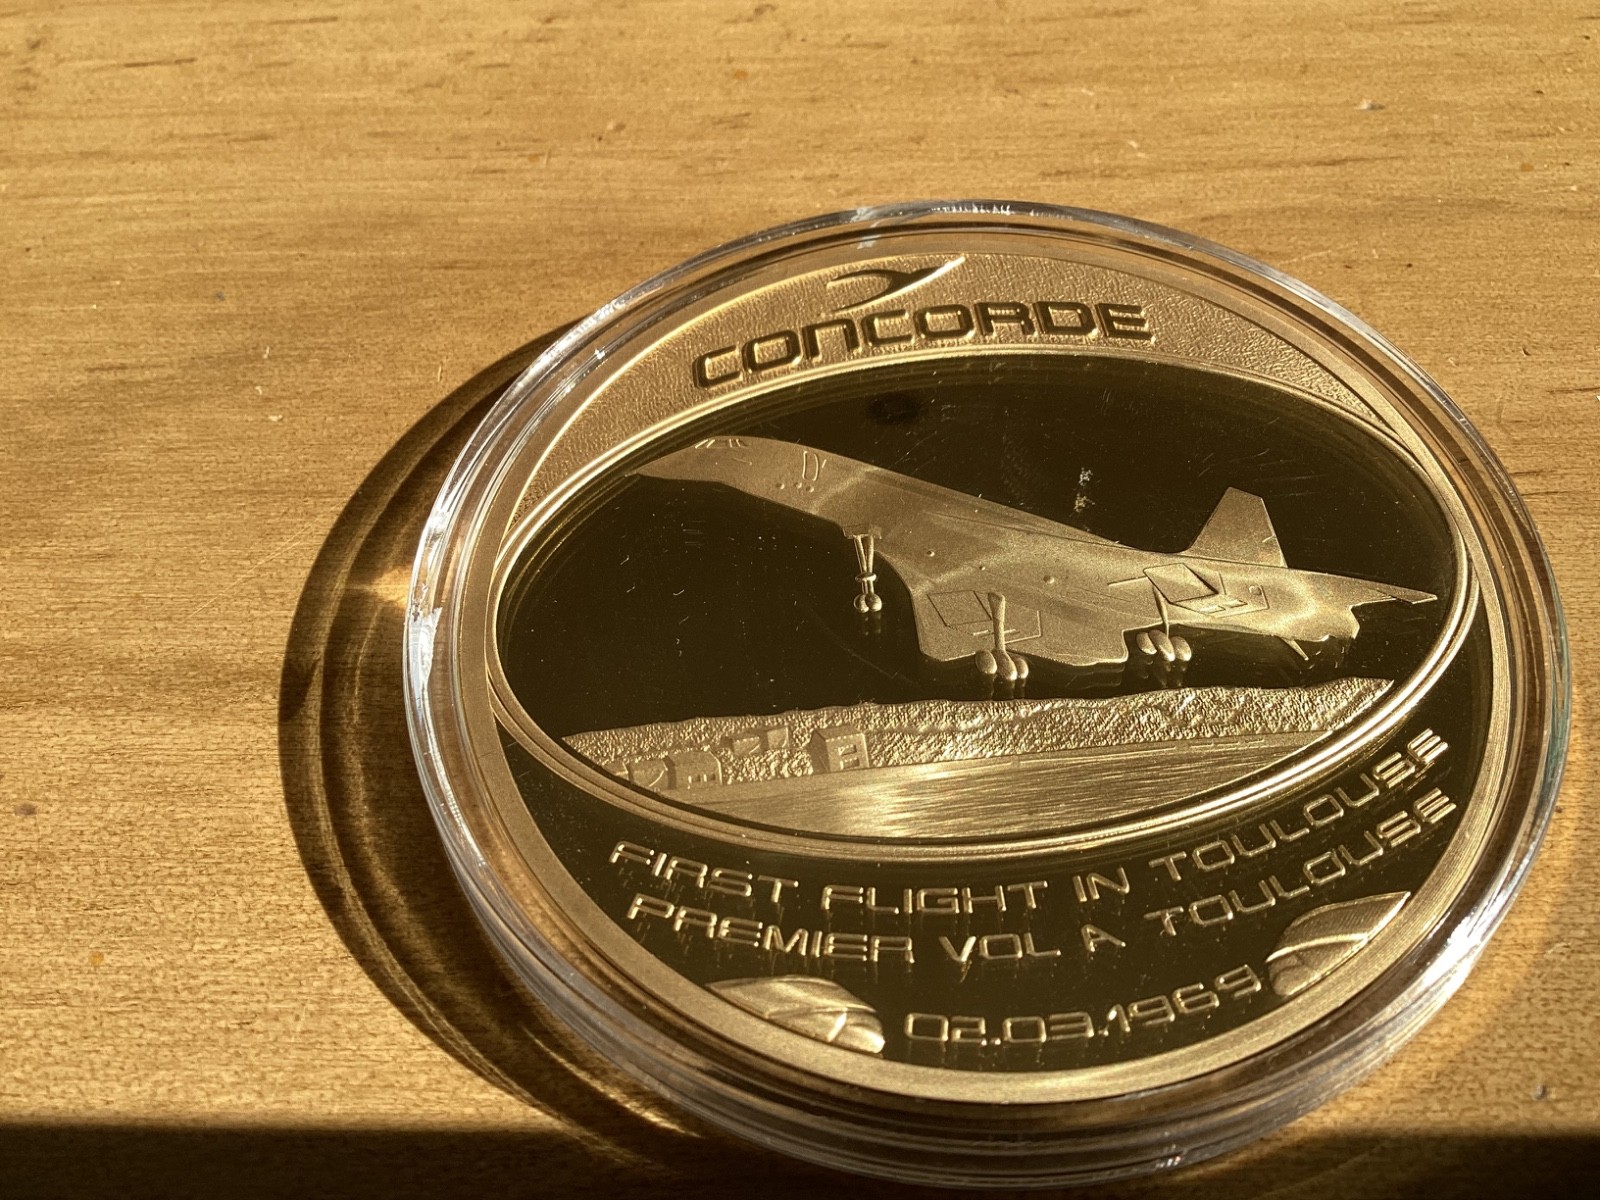 CONCORDE
FIRST FLIGHT IN TOULOUSE
PREMIER VOL A TOULOUSE
02.03.1969